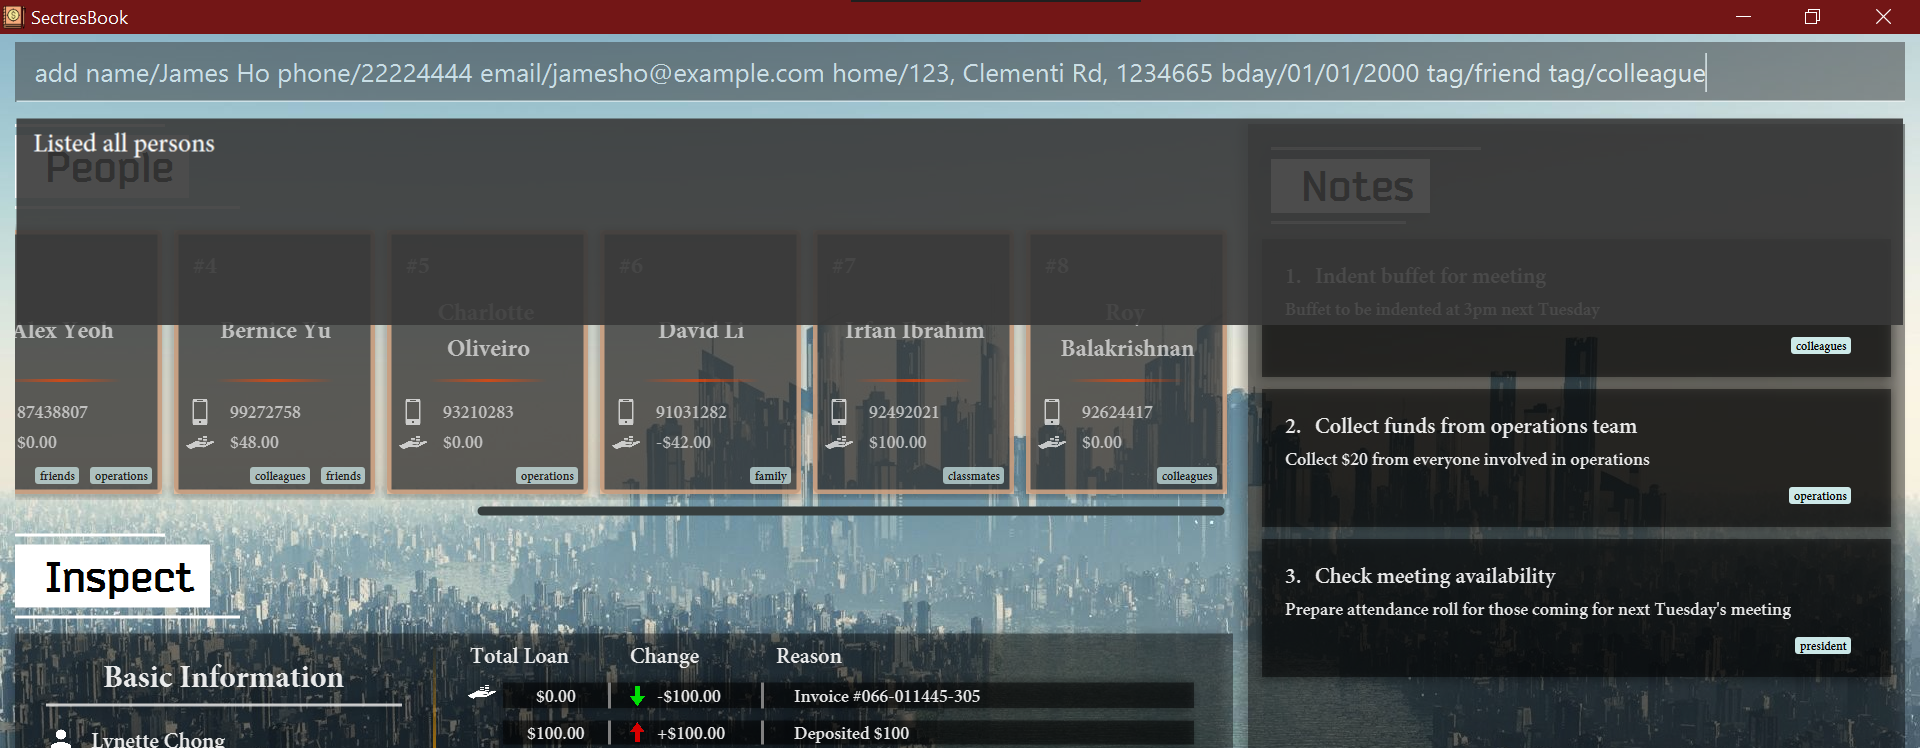 SectresBook
add name/James Ho phone/22224444 email/jamesho@example.com home/123, Clementi Rd, 1234665 bday/01/01/2000 tag/friend tag/colleague
Listed all persons
People
Alex Yeoh
87438807
$0.00
friends operations
#4
Bernice Yu
99272758
$48.00
colleagues friends
#5
Charlotte
Oliveiro
93210283
$0.00
operations
#6
David Li
91031282
-$42.00
family
#7
Irfan Ibrahim
92492021
$100.00
classmates
#8
Roy
Balakrishnan
92624417
$0.00
colleagues
Notes
1. Indent buffet for meeting
Buffet to be indented at 3pm next Tuesday
colleagues
2. Collect funds from operations team
Collect $20 from everyone involved in operations
operations
3. Check meeting availability
Prepare attendance roll for those coming for next Tuesday's meeting
president
Inspect
Basic Information
Lynette Chong
Total Loan Change Reason
$0.00 -$100.00 Invoice #066-011445-305
$100.00 +$100.00 Deposited $100